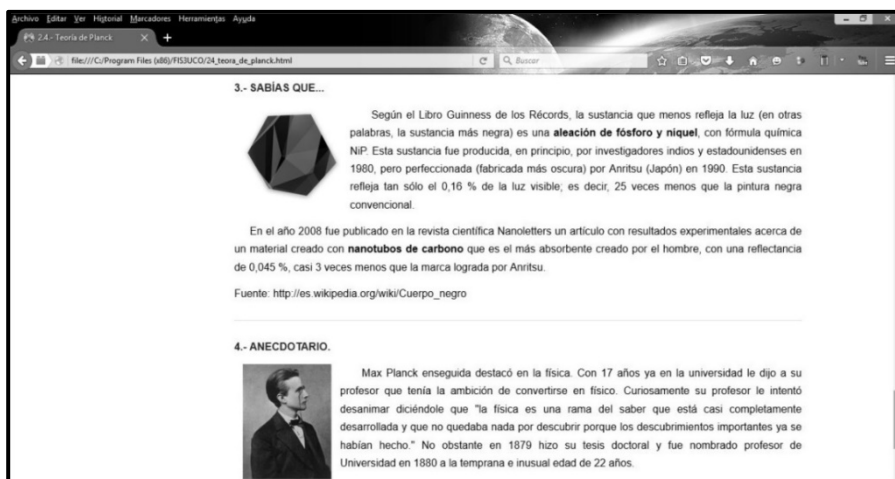 Archivo Editar Ver Historial Marcadores Herramientas Ayuda
2.4.- Teoría de Planck
file:///C:/Program Files (x86)/FIS3UCO/24_teora_de_planck.html
Buscar
3.- SABÍAS QUE...
Según el Libro Guinness de los Récords, la sustancia que menos refleja la luz (en otras
palabras, la sustancia más negra) es una aleación de fósforo y niquel, con fórmula química
NiP. Esta sustancia fue producida, en principio, por investigadores indios y estadounidenses en
1980, pero perfeccionada (fabricada más oscura) por Anritsu (Japón) en 1990. Esta sustancia
refleja tan sólo el 0,16 % de la luz visible; es decir, 25 veces menos que la pintura negra
convencional.
En el año 2008 fue publicado en la revista científica Nanoletters un artículo con resultados experimentales acerca de
un material creado con nanotubos de carbono que es el más absorbente creado por el hombre, con una reflectancia
de 0,045 %, casi 3 veces menos que la marca lograda por Anritsu.
Fuente: http://es.wikipedia.org/wiki/Cuerpo_negro
4.- ANECDOTARIO.
Max Planck enseguida destacó en la física. Con 17 años ya en la universidad le dijo a su
profesor que tenía la ambición de convertirse en físico. Curiosamente su profesor le intentó
desanimar diciéndole que "la física es una rama del saber que está casi completamente
desarrollada y que no quedaba nada por descubrir porque los descubrimientos importantes ya se
habían hecho." No obstante en 1879 hizo su tesis doctoral y fue nombrado profesor de
Universidad en 1880 a la temprana e inusual edad de 22 años.